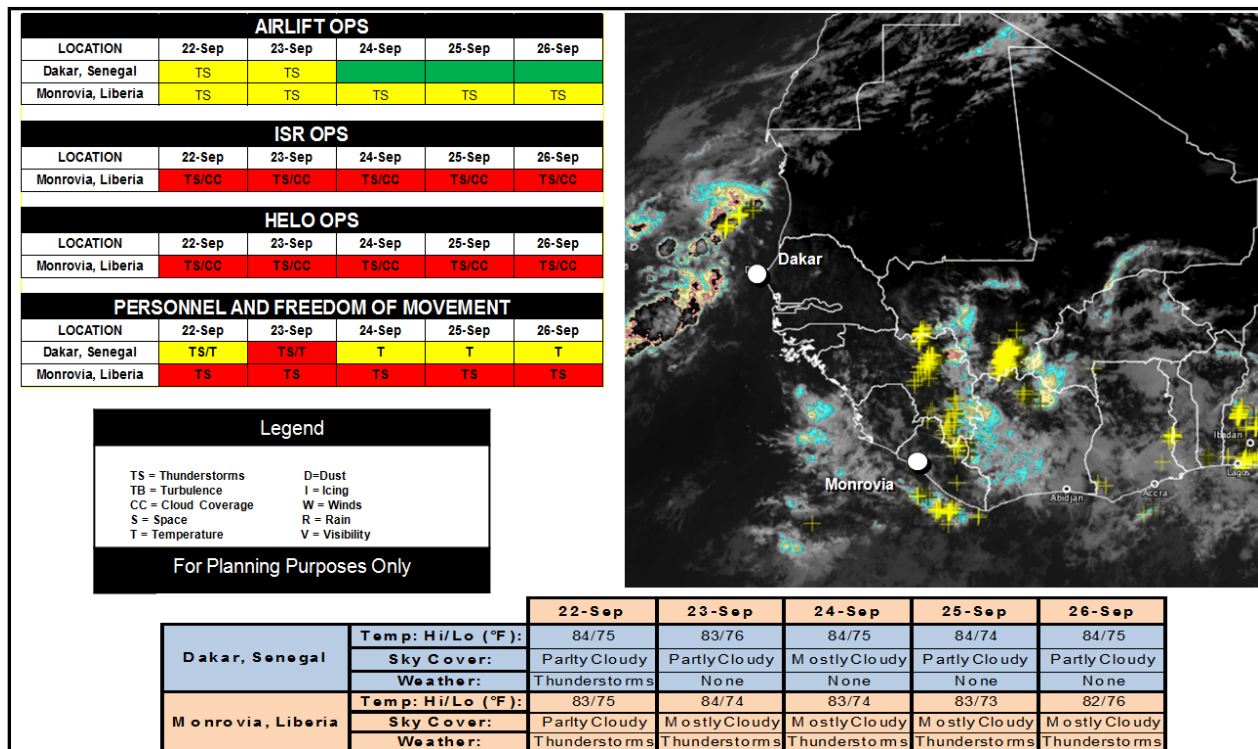 AIRLIFT OPS
LOCATION 22-Sep 23-Sep 24-Sep 25-Sep 26-Sep
Dakar, Senegal TS TS
Monrovia, Liberia TS TS TS TS TS
ISR OPS
LOCATION 22-Sep 23-Sep 24-Sep 25-Sep 26-Sep
Monrovia, Liberia TS/CC TS/CC TS/CC TS/CC TS/CC
HELO OPS
LOCATION 22-Sep 23-Sep 24-Sep 25-Sep 26-Sep
Monrovia, Liberia TS/CC TS/CC TS/CC TS/CC TS/CC
PERSONNEL AND FREEDOM OF MOVEMENT
LOCATION 22-Sep 23-Sep 24-Sep 25-Sep 26-Sep
Dakar, Senegal TS/T TS/T T T T
Monrovia, Liberia TS TS TS TS TS
Legend
TS = Thunderstorms D=Dust
TB = Turbulence I = Icing
CC = Cloud Coverage W = Winds
S = Space R = Rain
T = Temperature V = Visibility
For Planning Purposes Only
Dakar
Monrovia
Abidjan
Accra
Ibadan
Lagos
22-Sep 23-Sep 24-Sep 25-Sep 26-Sep
Dakar, Senegal
Temp: Hi/Lo (°F): 84/75 83/76 84/75 84/74 84/75
Sky Cover: Parlty Cloudy Partly Cloudy Mostly Cloudy Partly Cloudy Partly Cloudy
Weather: Thunderstorms None None None None
Monrovia, Liberia
Temp: Hi/Lo (°F): 83/75 84/74 83/74 83/73 82/76
Sky Cover: Parlty Cloudy Mostly Cloudy Mostly Cloudy Mostly Cloudy Mostly Cloudy
Weather: Thunderstorms Thunderstorms Thunderstorms Thunderstorms Thunderstorms